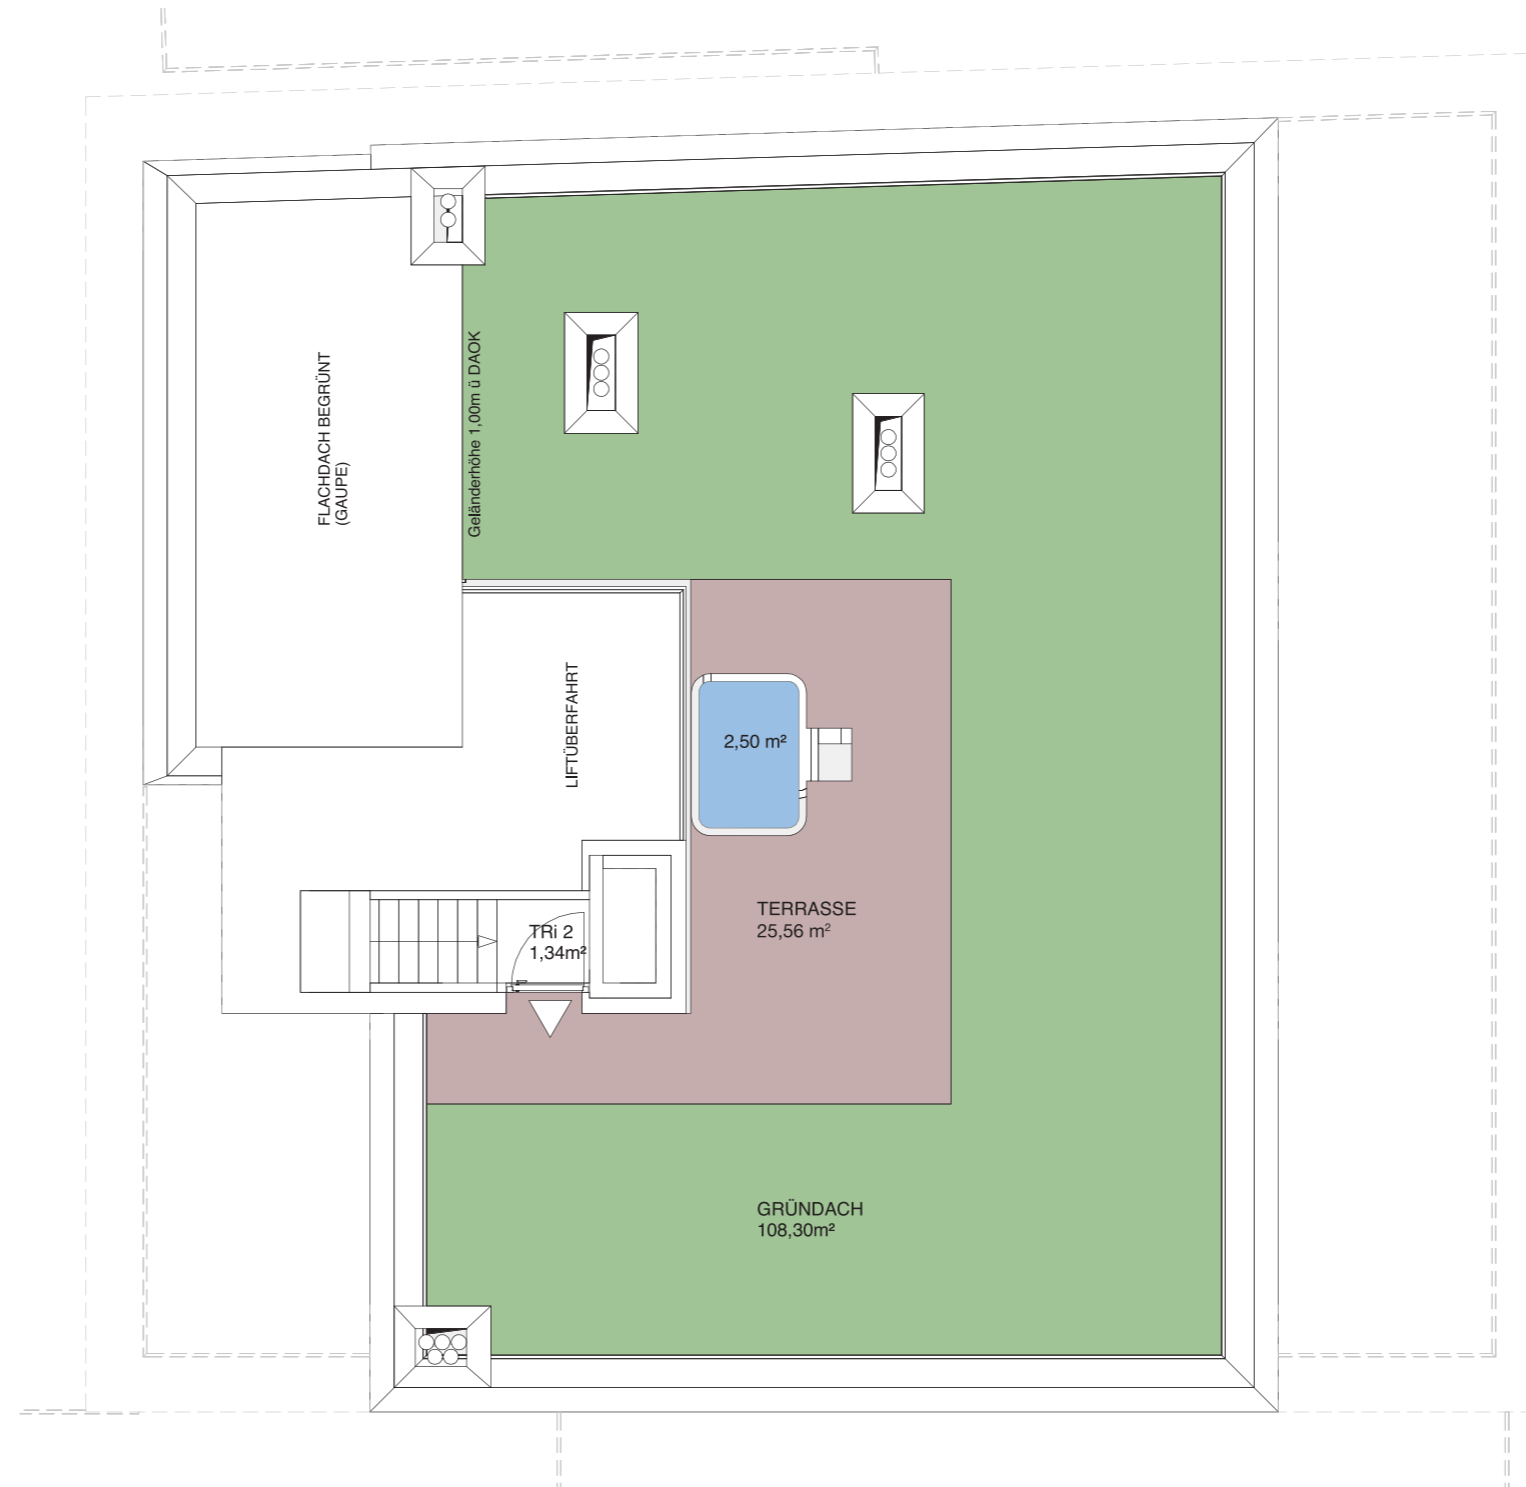 FLACHDACH BEGRÜNT
(GAUPE)
Geländerhöhe 1,00m ü DAOK
LIFTÜBERFAHRT
2,50 m²
TERRASSE
25,56 m²
TRi 2
1,34m²
GRÜNDACH
108,30m²